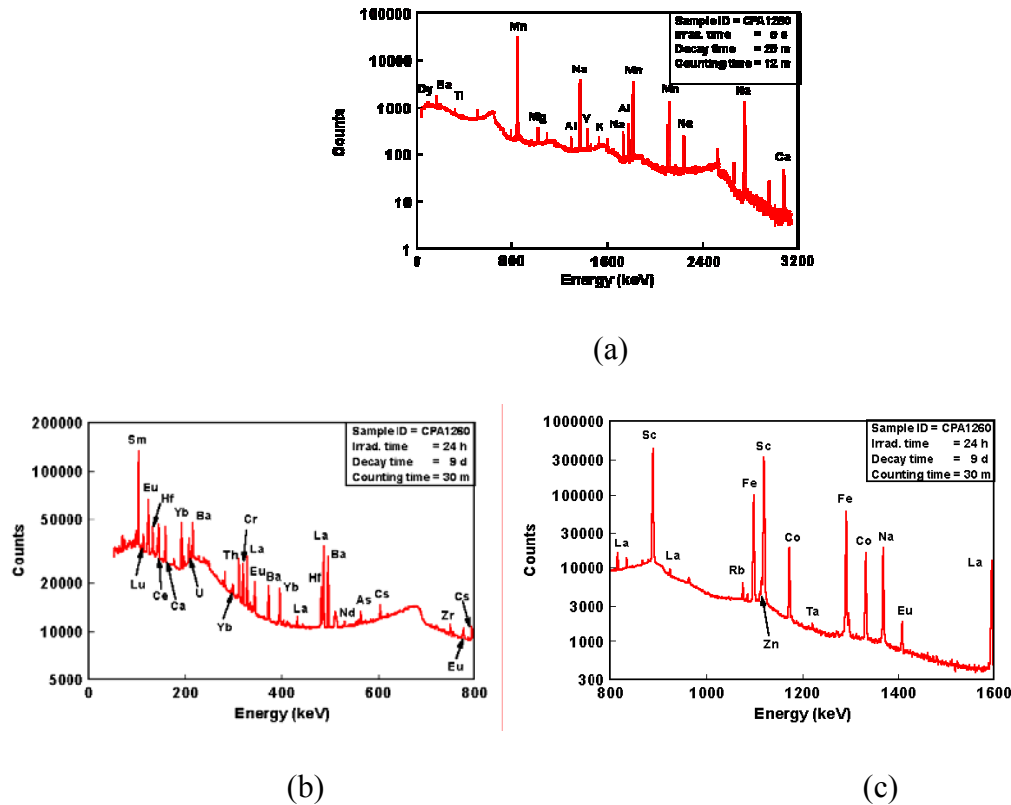 100000
10000
1000
100
10
1
Counts
Sample ID = CPA1260
Decay time = 25 m
Counting time = 12 m
Dy
Ba
Ti
Mn
Mg
Al
Na
Y
K
Na
Al
Mn
Mn
Na
Na
Ca
0 800 1600 2400 3200
Energy (keV)
(a)
200000
100000
50000
20000
10000
5000
Counts
Sample ID = CPA1260
Irrad. time = 24 h
Decay time = 9 d
Counting time = 30 m
Sm
Eu
Hf
Yb
Ba
Lu
Ce
Ca
U
Th
Cr
La
Eu
Ba
Yb
Yb
La
Hf
La
Ba
Nd
As
Cs
Zr
Cs
Eu
0 200 400 600 800
Energy (keV)
(b)
1000000
300000
100000
30000
10000
3000
1000
300
Counts
Sample ID = CPA1260
Irrad. time = 24 h
Decay time = 9 d
Counting time = 30 m
La
Sc
La
Rb
Fe
Sc
Zn
Co
Ta
Fe
Co
Na
Eu
La
800 1000 1200 1400 1600
Energy (keV)
(c)